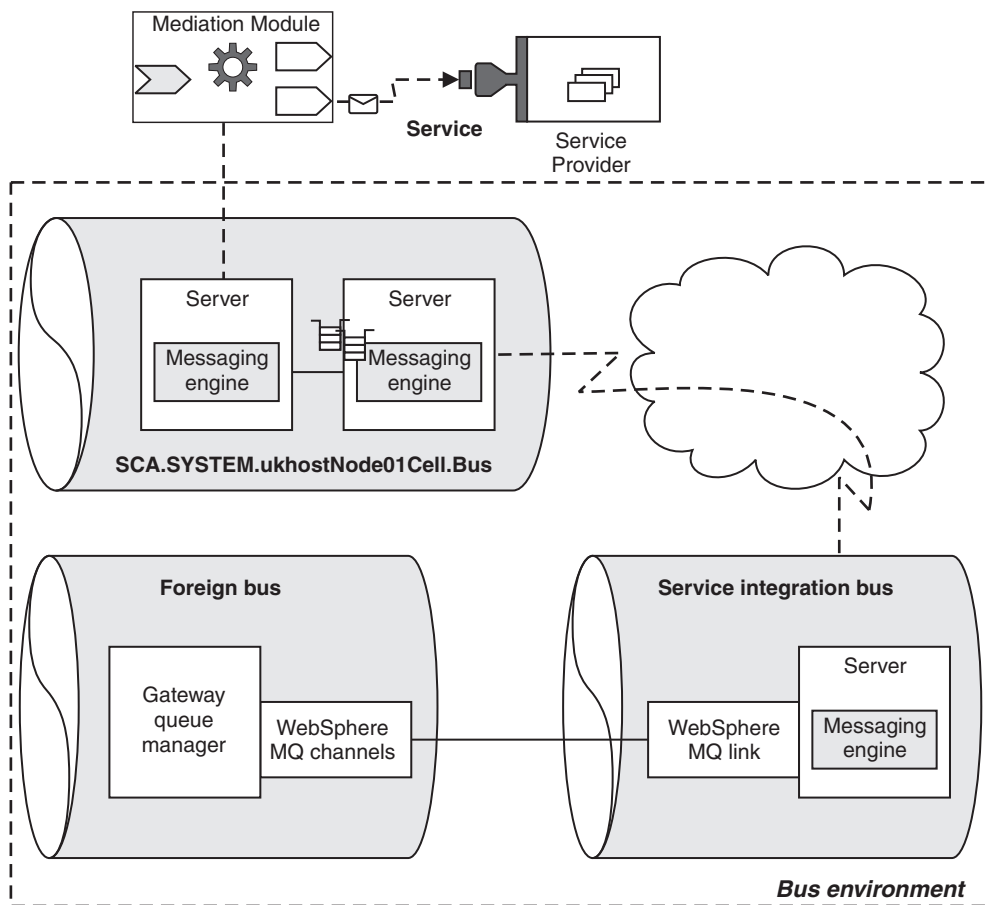 Mediation Module
Service
Service
Provider
Server
Server
Messaging
engine
Messaging
engine
SCA.SYSTEM.ukhostNode01Cell.Bus
Foreign bus
Service integration bus
Gateway
queue
manager
WebSphere
MQ channels
WebSphere
MQ link
Server
Messaging
engine
Bus environment